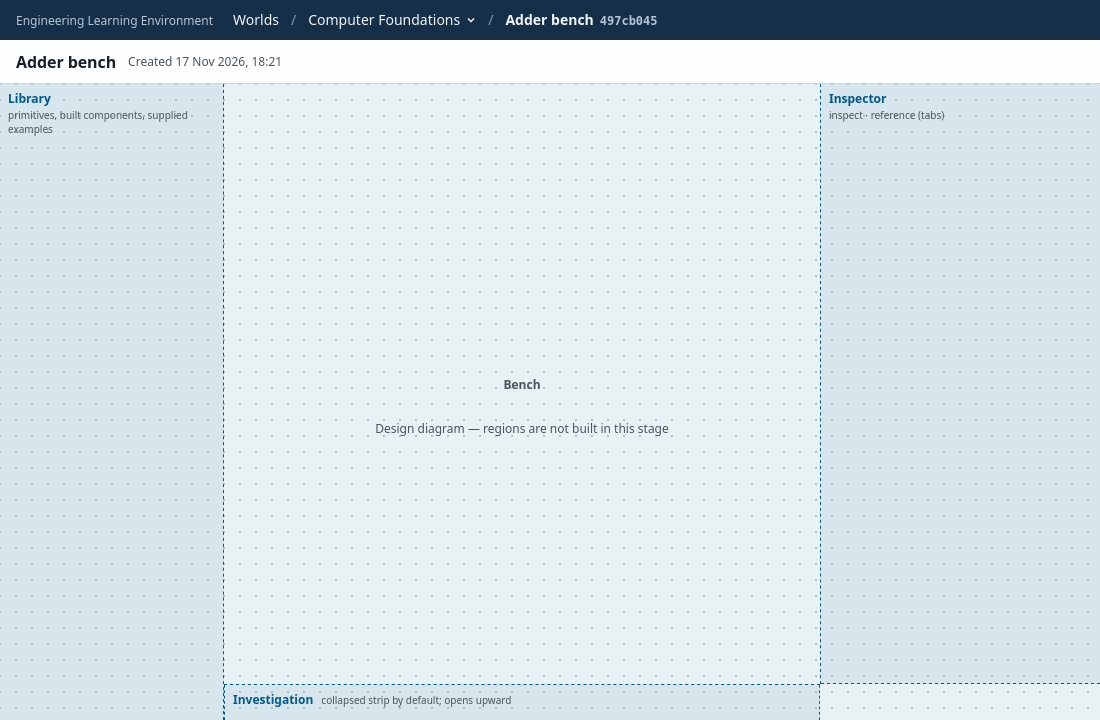 Engineering Learning Environment Worlds / Computer Foundations / Adder bench 497cb045
Adder bench Created 17 Nov 2026, 18:21
Library
primitives, built components, supplied
examples
Inspector
inspect · reference (tabs)
Bench
Design diagram — regions are not built in this stage
Investigation collapsed strip by default; opens upward